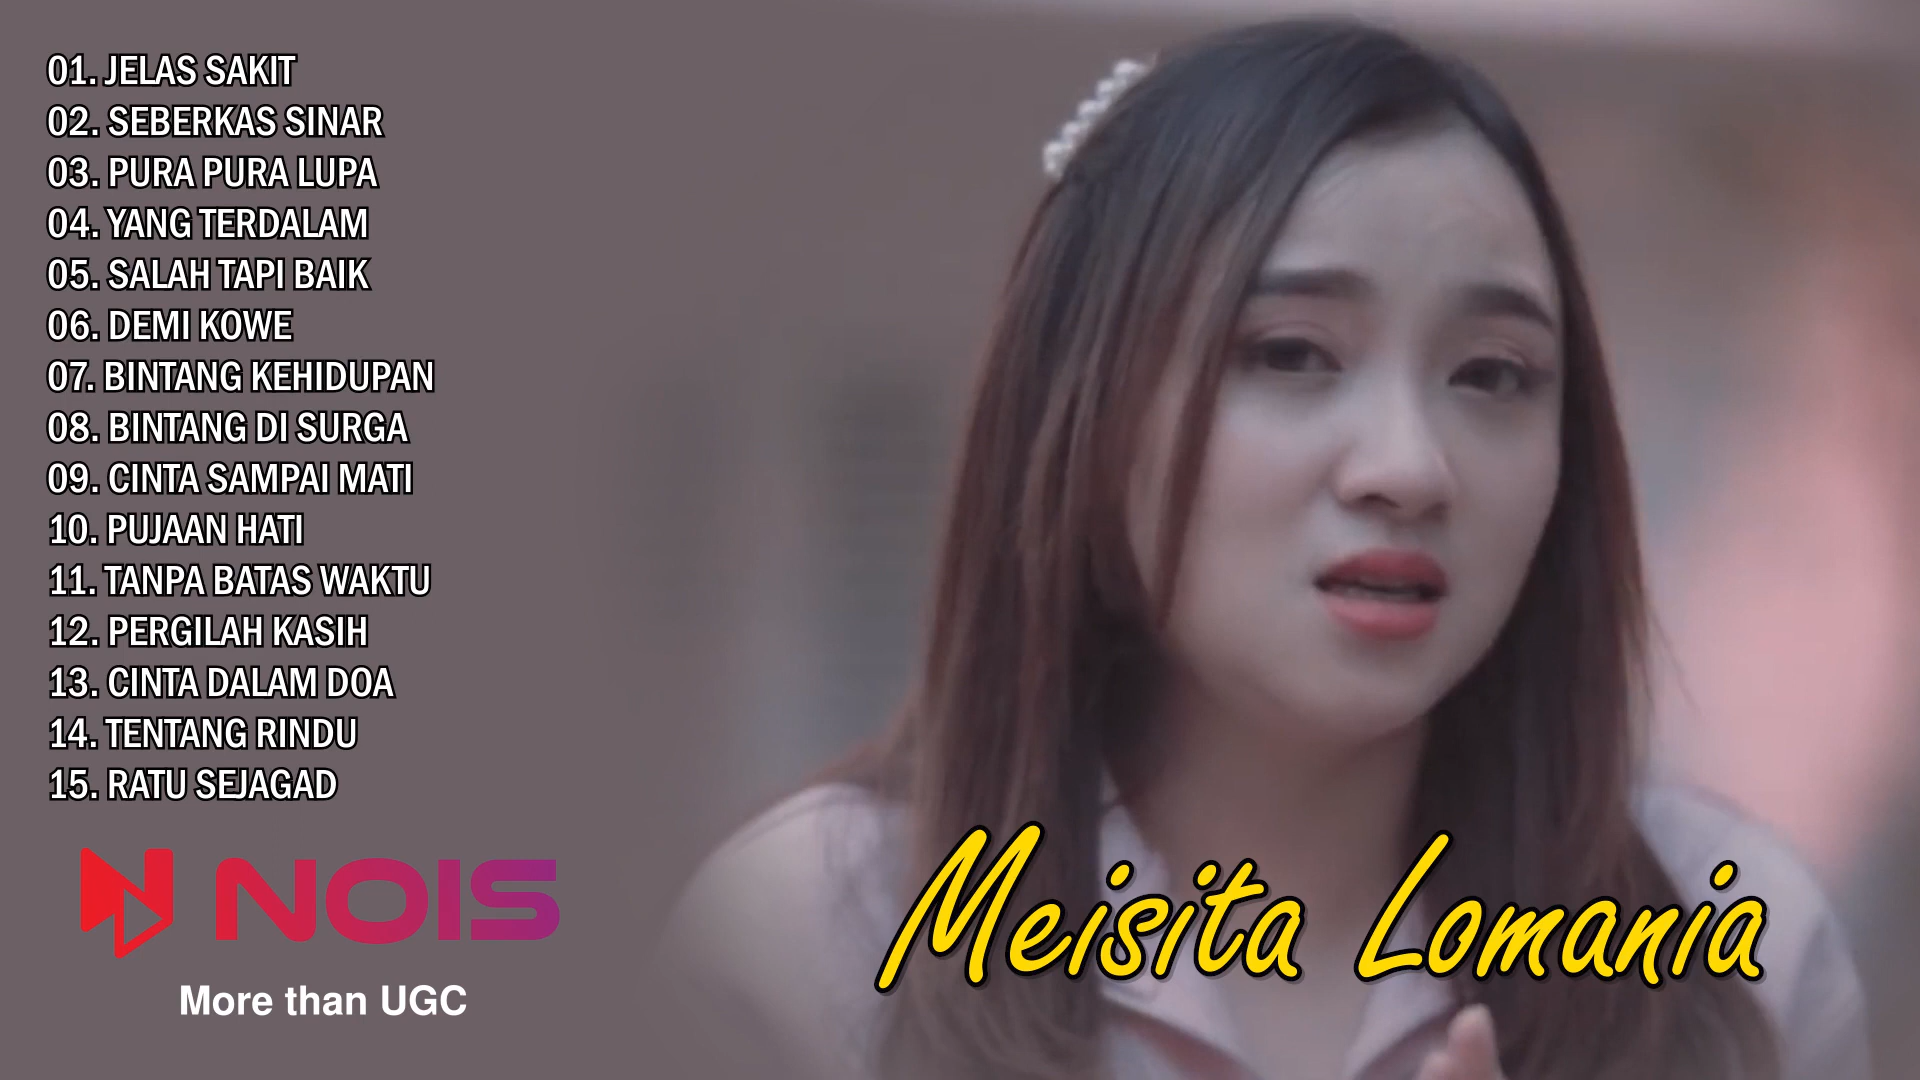 01. JELAS SAKIT
02. SEBERKAS SINAR
03. PURA PURA LUPA
04. YANG TERDALAM
05. SALAH TAPI BAIK
06. DEMI KOWE
07. BINTANG KEHIDUPAN
08. BINTANG DI SURGA
09. CINTA SAMPAI MATI
10. PUJAAN HATI
11. TANPA BATAS WAKTU
12. PERGILAH KASIH
13. CINTA DALAM DOA
14. TENTANG RINDU
15. RATU SEJAGAD
NOIS
More than UGC
Meisita Lomania